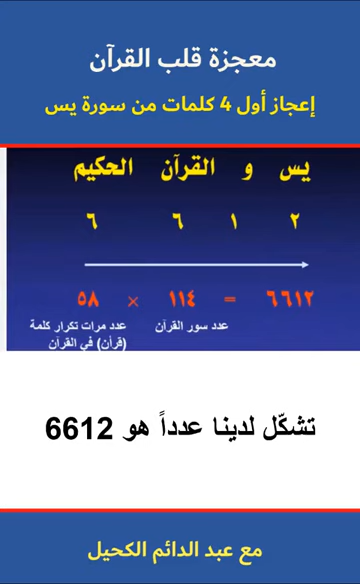 معجزة قلب القرآن
إعجاز أول 4 كلمات من سورة يس
يس و القرآن الحكيم
٢ ١ ٦ ٦
٦٦١٢ = ١١٤ × ٥٨
عدد سور القرآن
عدد مرات تكرار كلمة
(قرآن) في القرآن
تشكّل لدينا عدداً هو 6612
مع عبد الدائم الكحيل